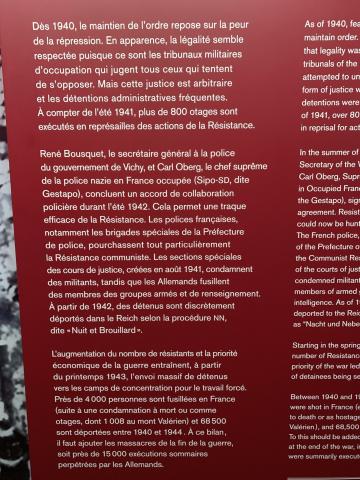 Dès 1940, le maintien de l'ordre repose sur la peur
de la répression. En apparence, la légalité semble
respectée puisque ce sont les tribunaux militaires
d'occupation qui jugent tous ceux qui tentent
de s'opposer. Mais cette justice est arbitraire
et les détentions administratives fréquentes.
À compter de l'été 1941, plus de 800 otages sont
exécutés en représailles des actions de la Résistance.
René Bousquet, le secrétaire général à la police
du gouvernement de Vichy, et Carl Oberg, le chef suprême
de la police nazie en France occupée (Sipo-SD, dite
Gestapo), concluent un accord de collaboration
policière durant l'été 1942. Cela permet une traque
efficace de la Résistance. Les polices françaises,
notamment les brigades spéciales de la Préfecture
de police, pourchassent tout particulièrement
la Résistance communiste. Les sections spéciales
des cours de justice, créées en août 1941, condamnent
des militants, tandis que les Allemands fusillent
des membres des groupes armés et de renseignement.
À partir de 1942, des détenus sont discrètement
déportés dans le Reich selon la procédure NN,
dite « Nuit et Brouillard ».
L'augmentation du nombre de résistants et la priorité
économique de la guerre entraînent, à partir
du printemps 1943, l'envoi massif de détenus
vers les camps de concentration pour le travail forcé.
Près de 4 000 personnes sont fusillées en France
(suite à une condamnation à mort ou comme
otages, dont 1 008 au mont Valérien) et 68 500
sont déportées entre 1940 et 1944. À ce bilan,
il faut ajouter les massacres de la fin de la guerre,
soit près de 15 000 exécutions sommaires
perpétrées par les Allemands.
As of 1940, fea
maintain order.
that legality was
tribunals of the
attempted to un
form of justice w
detentions were
of 1941, over 80
in reprisal for act
In the summer of
Secretary of the V
Carl Oberg, Supr
in Occupied Franc
the Gestapo), sign
agreement. Resist
could now be hunt
The French police,
of the Prefecture of
the Communist Re
of the courts of just
condemned militant
members of armed g
intelligence. As of 19
deported to the Reic
as "Nacht und Nebe
Starting in the spring
number of Resistance
priority of the war led
of detainees being se
Between 1940 and 19
were shot in France (e
to death or as hostage
Valérien), and 68,500
To this should be added
at the end of the war, i
were summarily execute